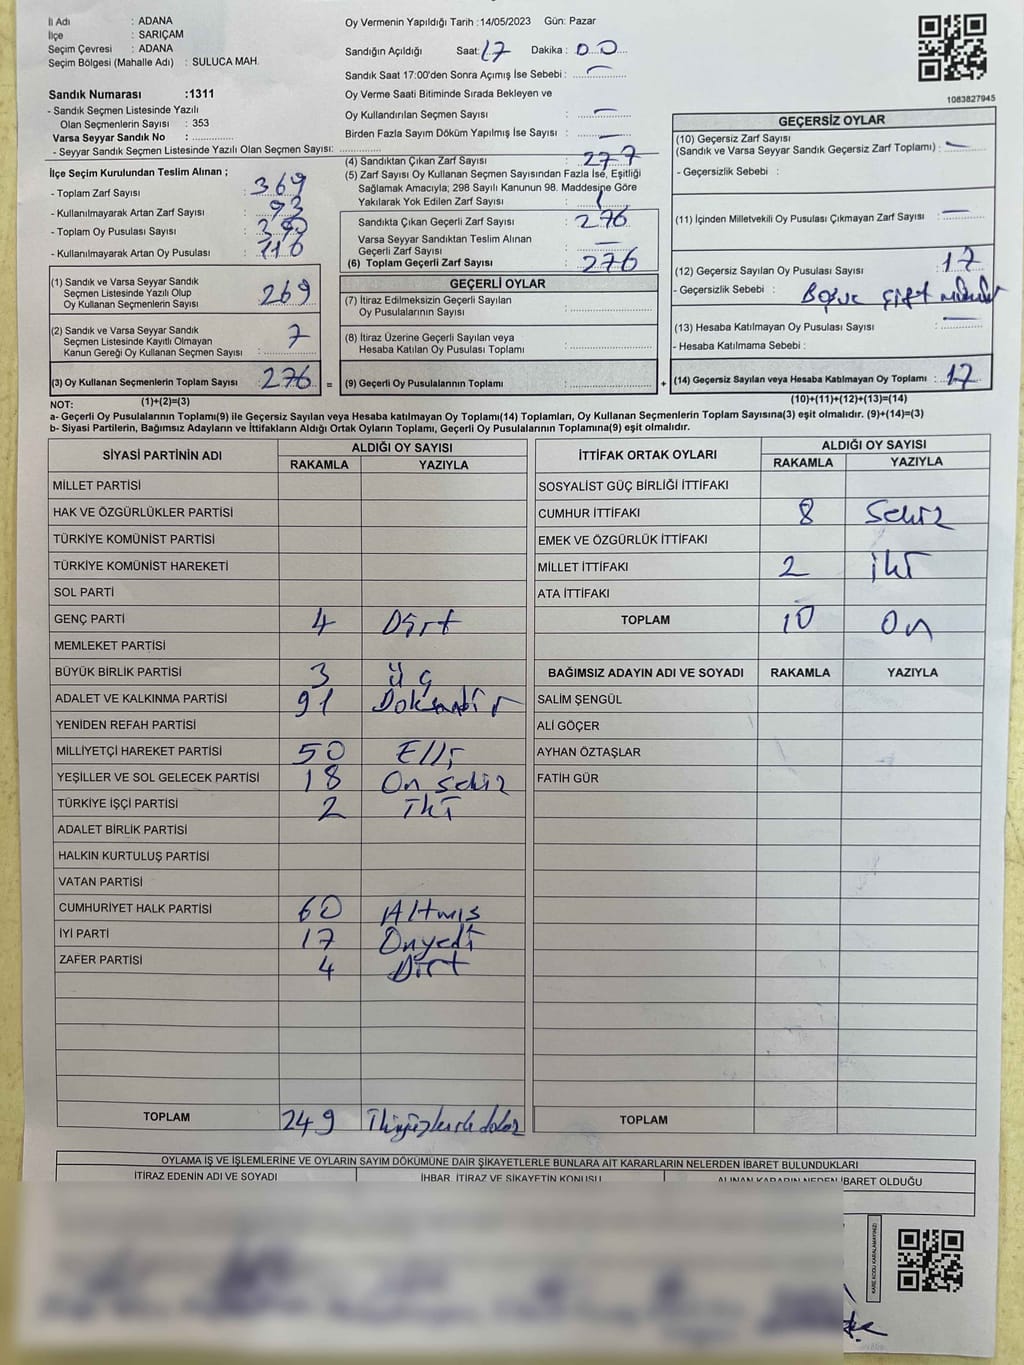 İl Adı : ADANA
İlçe : SARIÇAM
Seçim Çevresi : ADANA
Seçim Bölgesi (Mahalle Adı) : SULUCA MAH.
Sandık Numarası :1311
- Sandık Seçmen Listesinde Yazılı
Olan Seçmenlerin Sayısı : 353
Varsa Seyyar Sandık No :
- Seyyar Sandık Seçmen Listesinde Yazılı Olan Seçmen Sayısı:
İlçe Seçim Kurulundan Teslim Alınan ;
- Toplam Zarf Sayısı : 369
- Kullanılmayarak Artan Zarf Sayısı : 93
- Toplam Oy Pusulası Sayısı :
- Kullanılmayarak Artan Oy Pusulası : 116
(1) Sandık ve Varsa Seyyar Sandık
Seçmen Listesinde Yazılı Olup
Oy Kullanan Seçmenlerin Sayısı : 269
(2) Sandık ve Varsa Seyyar Sandık
Seçmen Listesinde Kayıtlı Olmayan
Kanun Gereği Oy Kullanan Seçmen Sayısı : 7
(3) Oy Kullanan Seçmenlerin Toplam Sayısı : 276
(1)+(2)=(3)
Oy Vermenin Yapıldığı Tarih :14/05/2023 Gün: Pazar
Sandığın Açıldığı Saat: 17 Dakika : 00
Sandık Saat 17:00'den Sonra Açımış İse Sebebi : —
Oy Verme Saati Bitiminde Sırada Bekleyen ve
Oy Kullandırılan Seçmen Sayısı : —
Birden Fazla Sayım Döküm Yapılmış İse Sayısı : —
(4) Sandıktan Çıkan Zarf Sayısı : 277
(5) Zarf Sayısı Oy Kullanan Seçmen Sayısından Fazla İse, Eşitliği
Sağlamak Amacıyla; 298 Sayılı Kanunun 98. Maddesine Göre
Yakılarak Yok Edilen Zarf Sayısı : 1
Sandıkta Çıkan Geçerli Zarf Sayısı : 276
Varsa Seyyar Sandıktan Teslim Alınan
Geçerli Zarf Sayısı : —
(6) Toplam Geçerli Zarf Sayısı : 276
GEÇERLİ OYLAR
(7) İtiraz Edilmeksizin Geçerli Sayılan
Oy Pusulalarının Sayısı :
(8) İtiraz Üzerine Geçerli Sayılan veya
Hesaba Katılan Oy Pusulası Toplamı :
= (9) Geçerli Oy Pusulalarının Toplamı : +
1083827945
GEÇERSİZ OYLAR
(10) Geçersiz Zarf Sayısı
(Sandık ve Varsa Seyyar Sandık Geçersiz Zarf Toplamı) : —
- Geçersizlik Sebebi :
(11) İçinden Milletvekili Oy Pusulası Çıkmayan Zarf Sayısı : —
(12) Geçersiz Sayılan Oy Pusulası Sayısı : 17
- Geçersizlik Sebebi : çift
(13) Hesaba Katılmayan Oy Pusulası Sayısı : —
- Hesaba Katılmama Sebebi :
(14) Geçersiz Sayılan veya Hesaba Katılmayan Oy Toplamı : 17
(10)+(11)+(12)+(13)=(14)
NOT:
a- Geçerli Oy Pusulalarının Toplamı(9) ile Geçersiz Sayılan veya Hesaba katılmayan Oy Toplamı(14) Toplamları, Oy Kullanan Seçmenlerin Toplam Sayısına(3) eşit olmalıdır. (9)+(14)=(3)
b- Siyasi Partilerin, Bağımsız Adayların ve İttifakların Aldığı Ortak Oyların Toplamı, Geçerli Oy Pusulalarının Toplamına(9) eşit olmalıdır.
SİYASİ PARTİNİN ADI ALDIĞI OY SAYISI
RAKAMLA YAZIYLA
MİLLET PARTİSİ
HAK VE ÖZGÜRLÜKLER PARTİSİ
TÜRKİYE KOMÜNİST PARTİSİ
TÜRKİYE KOMÜNİST HAREKETİ
SOL PARTİ
GENÇ PARTİ 4 Dört
MEMLEKET PARTİSİ
BÜYÜK BİRLİK PARTİSİ 3 Üç
ADALET VE KALKINMA PARTİSİ 91 Doksanbir
YENİDEN REFAH PARTİSİ
MİLLİYETÇİ HAREKET PARTİSİ 50 Elli
YEŞİLLER VE SOL GELECEK PARTİSİ 18 On sekiz
TÜRKİYE İŞÇİ PARTİSİ 2 İki
ADALET BİRLİK PARTİSİ
HALKIN KURTULUŞ PARTİSİ
VATAN PARTİSİ
CUMHURİYET HALK PARTİSİ 60 Altmış
İYİ PARTİ 17 Onyedi
ZAFER PARTİSİ 4 Dört
TOPLAM 249 İkiyüzkırkdokuz
İTTİFAK ORTAK OYLARI ALDIĞI OY SAYISI
RAKAMLA YAZIYLA
SOSYALİST GÜÇ BİRLİĞİ İTTİFAKI
CUMHUR İTTİFAKI 8 Sekiz
EMEK VE ÖZGÜRLÜK İTTİFAKI
MİLLET İTTİFAKI 2 İki
ATA İTTİFAKI
TOPLAM 10 On
BAĞIMSIZ ADAYIN ADI VE SOYADI RAKAMLA YAZIYLA
SALİM ŞENGÜL
ALİ GÖÇER
AYHAN ÖZTAŞLAR
FATİH GÜR
TOPLAM
OYLAMA İŞ VE İŞLEMLERİNE VE OYLARIN SAYIM DÖKÜMÜNE DAİR ŞİKAYETLERLE BUNLARA AİT KARARLARIN NELERDEN İBARET BULUNDUKLARI
İTİRAZ EDENİN ADI VE SOYADI İHBAR, İTİRAZ VE ŞİKAYETİN KONUSU ALINAN KARARIN NEDEN İBARET OLDUĞU
KARE KODU KARALAMAYINIZ!